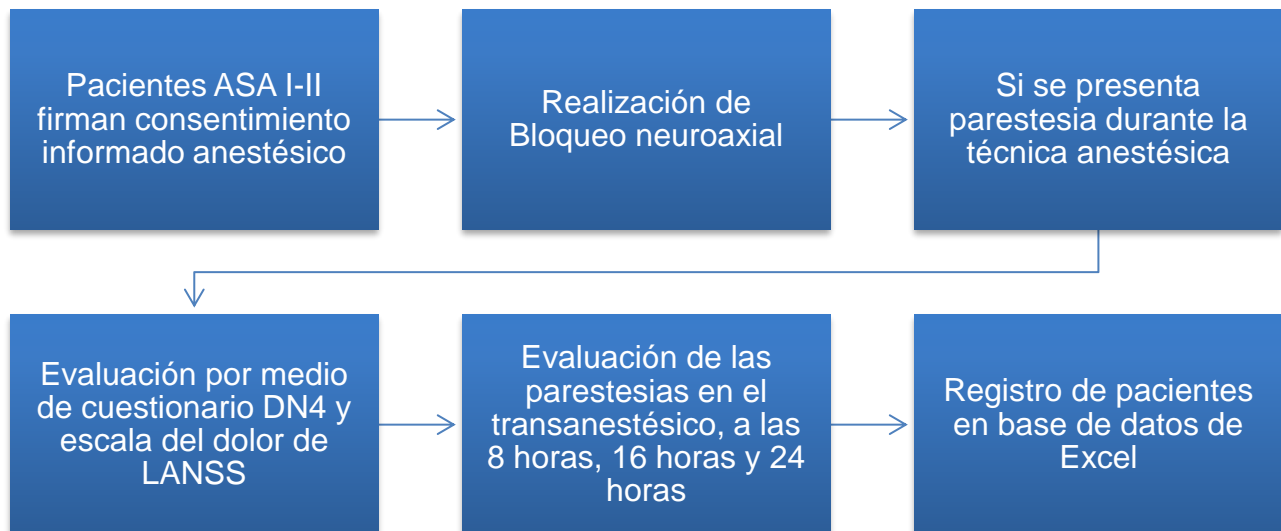 Pacientes ASA I-II
firman consentimiento
informado anestésico
Realización de
Bloqueo neuroaxial
Si se presenta
parestesia durante la
técnica anestésica
Evaluación por medio
de cuestionario DN4 y
escala del dolor de
LANSS
Evaluación de las
parestesias en el
transanestésico, a las
8 horas, 16 horas y 24
horas
Registro de pacientes
en base de datos de
Excel